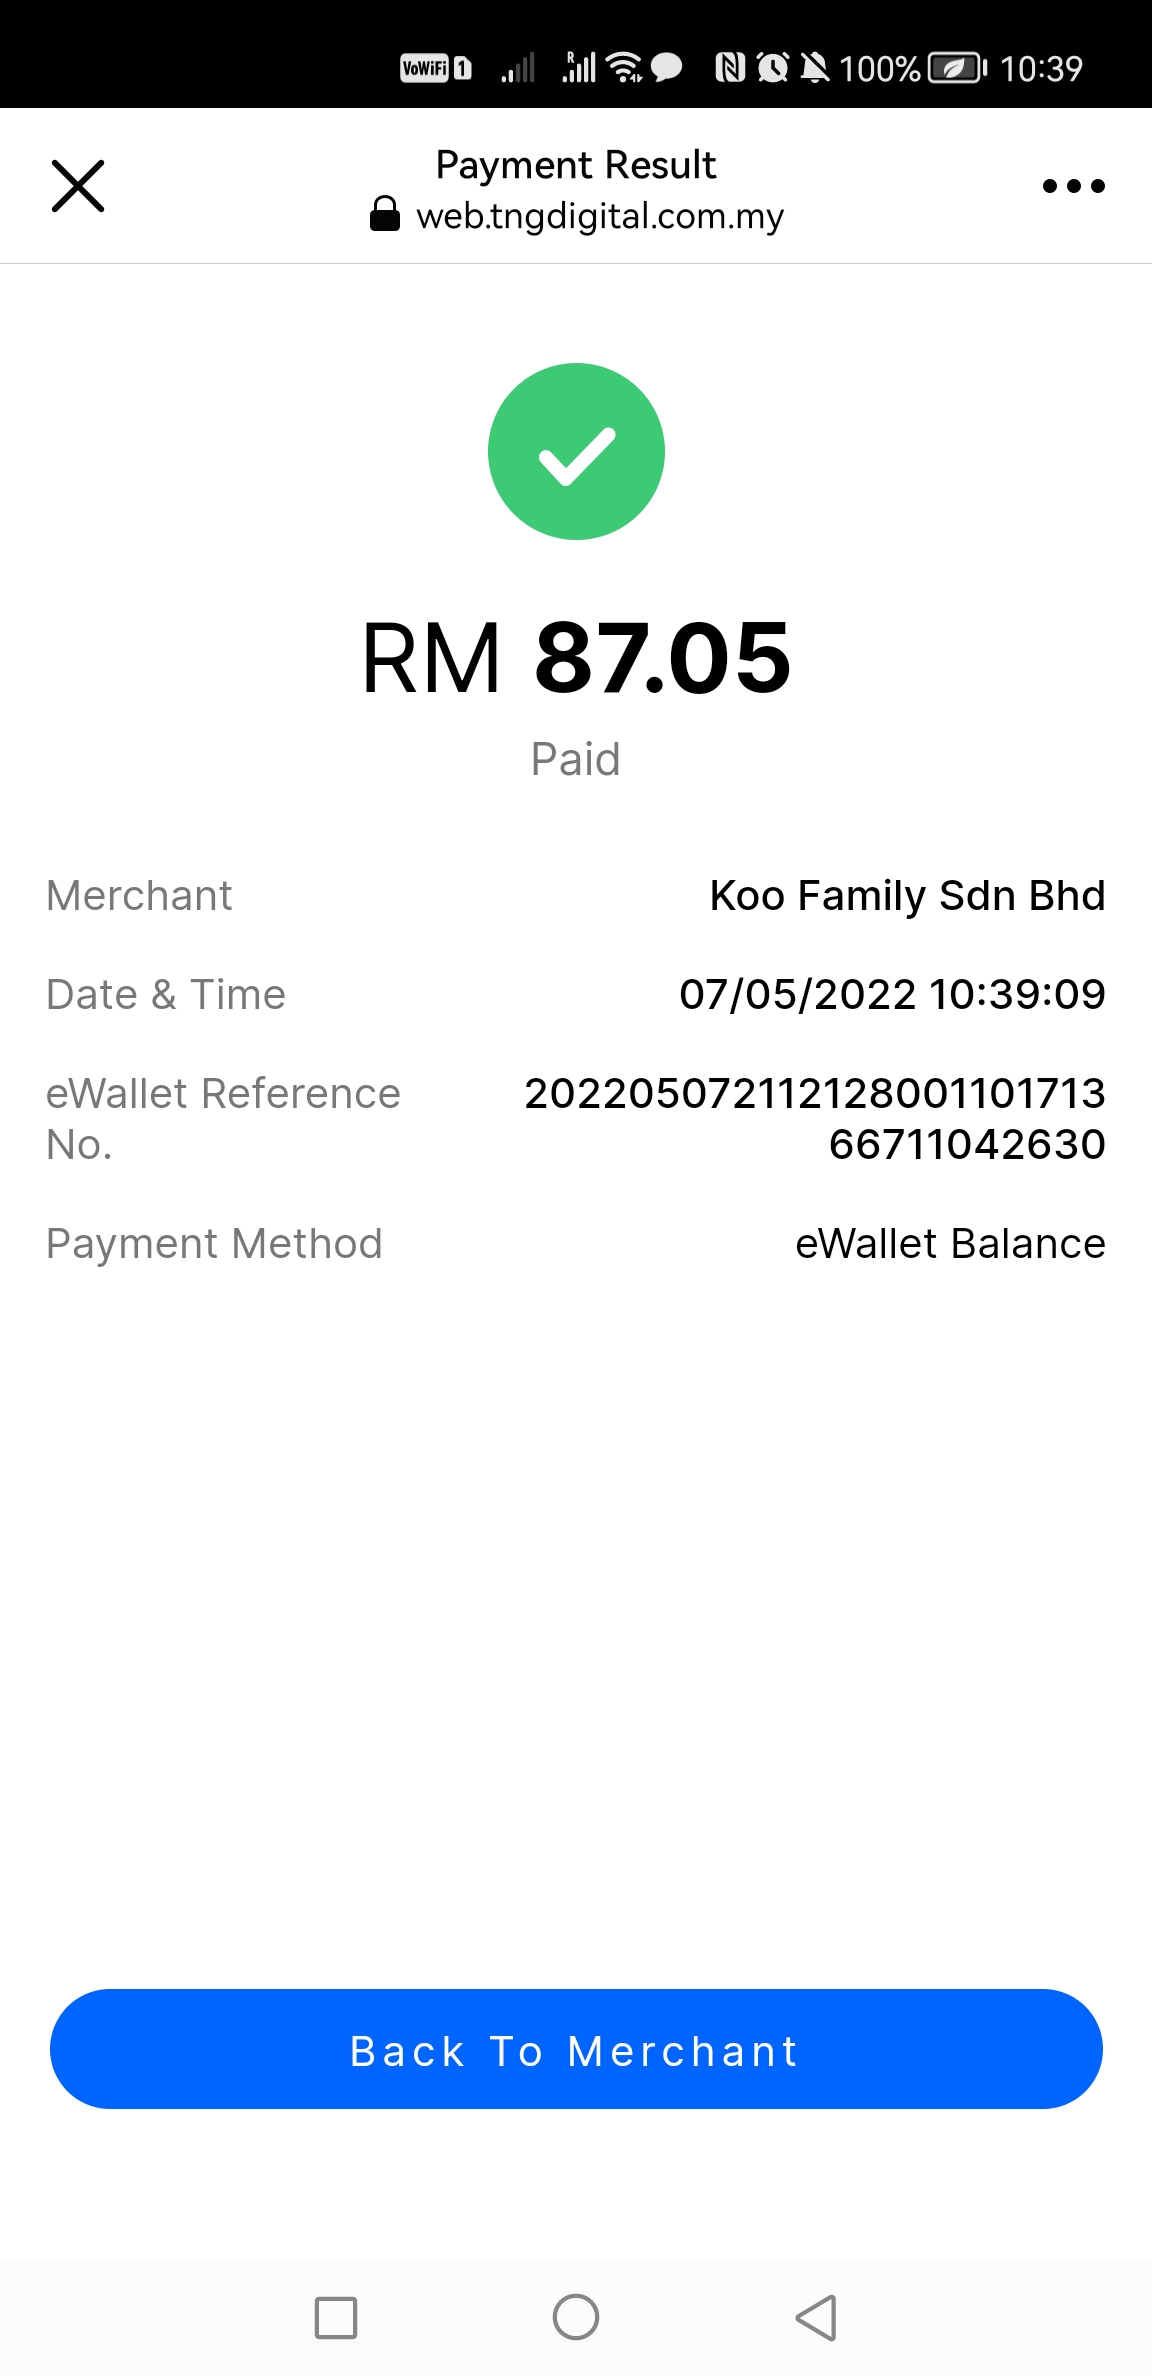 VoWiFi 1 R 100% 10:39
Payment Result
web.tngdigital.com.my
RM 87.05
Paid
Merchant Koo Family Sdn Bhd
Date & Time 07/05/2022 10:39:09
eWallet Reference 202205072112128001101713
No. 66711042630
Payment Method eWallet Balance
Back To Merchant